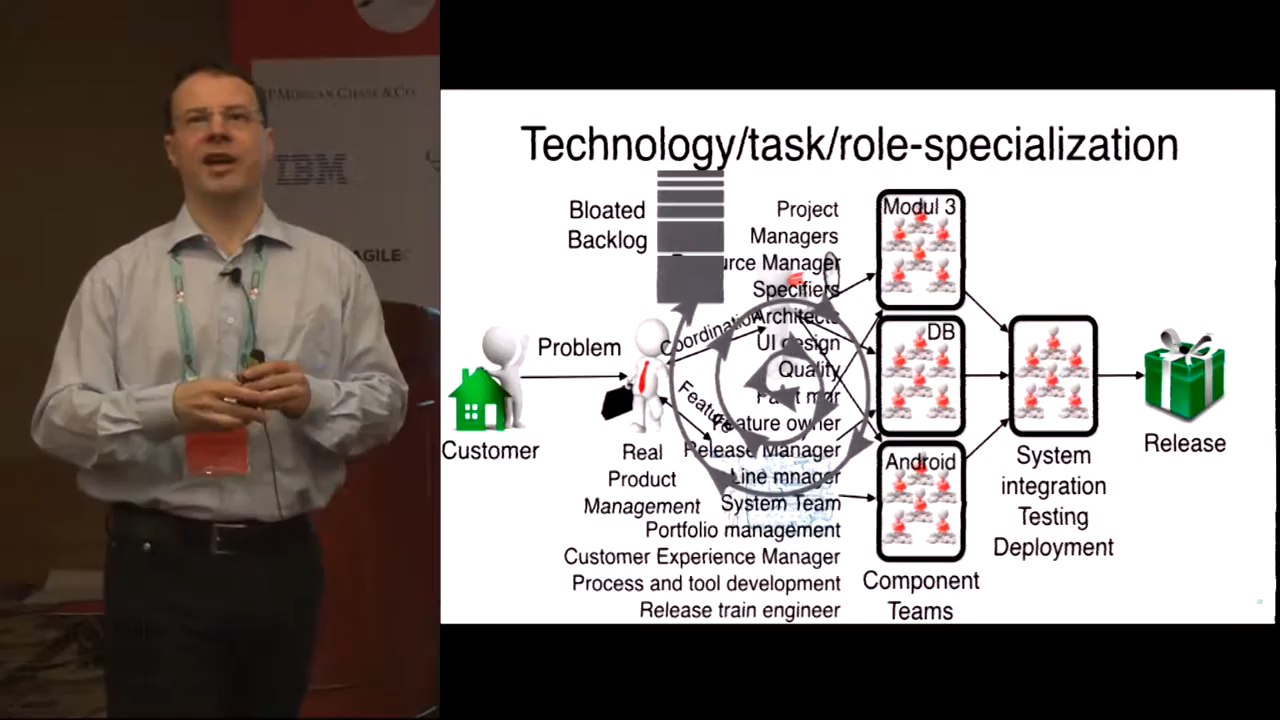 J.P.MORGAN CHASE & CO.
IBM
AGILE
Technology/task/role-specialization
Bloated
Backlog
Project
Managers
Manager
Specifiers
Architects
UI design
Quality
Feature owner
Release Manager
Line mnager
System Team
Portfolio management
Customer Experience Manager
Process and tool development
Release train engineer
Coordination
Feature
Problem
Customer
Real
Product
Management
Modul 3
DB
Android
Component
Teams
System
integration
Testing
Deployment
Release